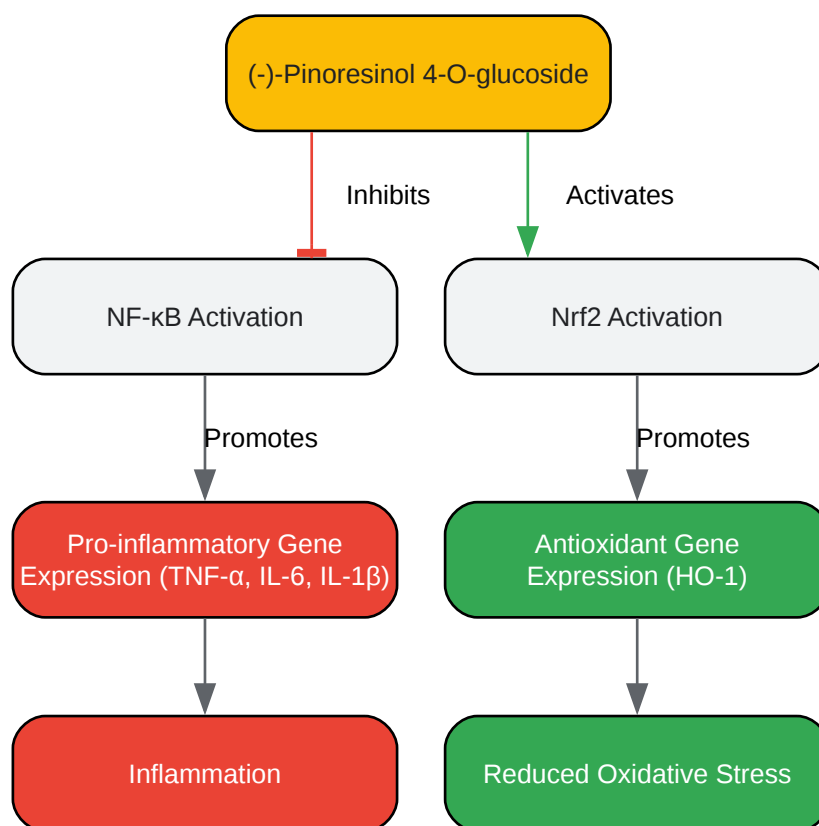 (-)-Pinoresinol 4-O-glucoside
Inhibits
Activates
NF-κB Activation
Nrf2 Activation
Promotes
Promotes
Pro-inflammatory Gene
Expression (TNF-α, IL-6, IL-1β)
Antioxidant Gene
Expression (HO-1)
Inflammation
Reduced Oxidative Stress